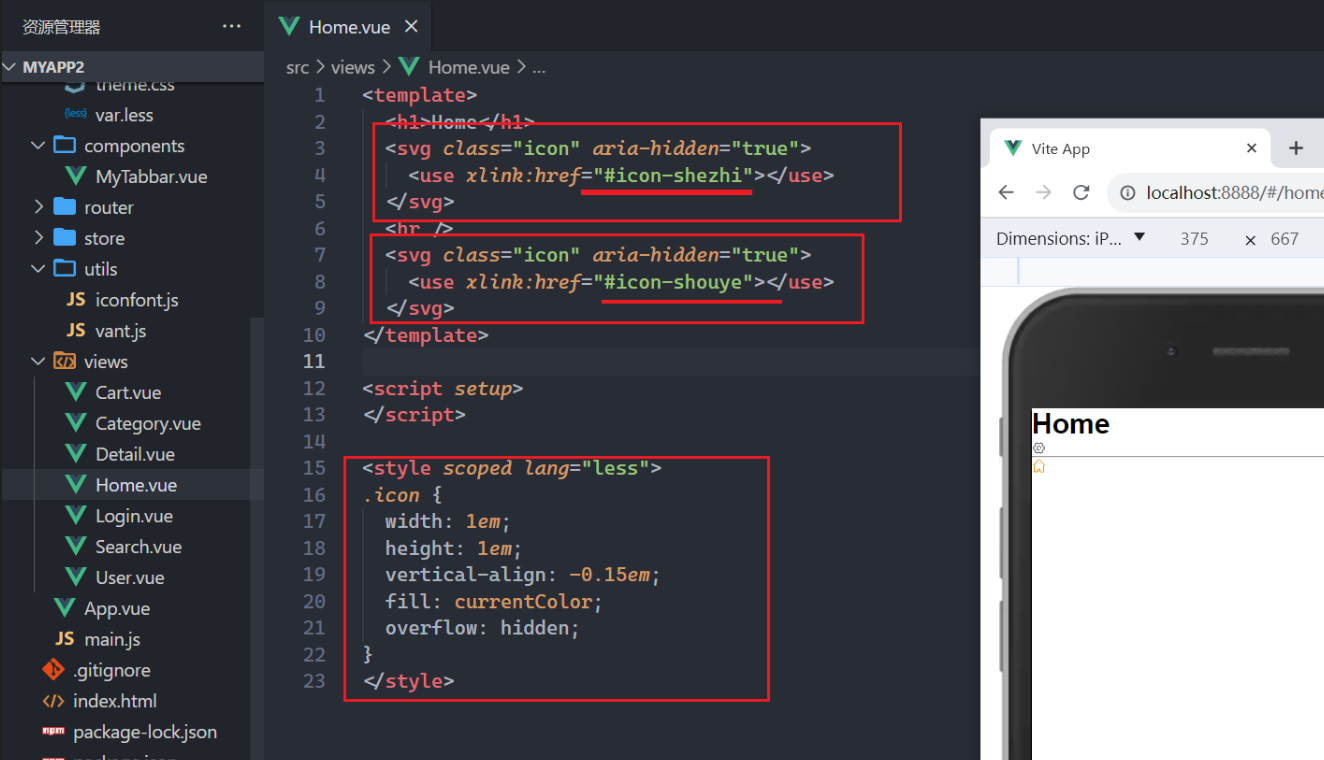 资源管理器
MYAPP2
theme.css
{less} var.less
components
MyTabbar.vue
router
store
utils
JS iconfont.js
JS vant.js
views
Cart.vue
Category.vue
Detail.vue
Home.vue
Login.vue
Search.vue
User.vue
App.vue
JS main.js
.gitignore
index.html
npm package-lock.json
Home.vue
src > views > Home.vue > ...
1 <template>
2 <h1>Home</h1>
3 <svg class="icon" aria-hidden="true">
4 <use xlink:href="#icon-shezhi"></use>
5 </svg>
6 <hr />
7 <svg class="icon" aria-hidden="true">
8 <use xlink:href="#icon-shouye"></use>
9 </svg>
10 </template>
11
12 <script setup>
13 </script>
14
15 <style scoped lang="less">
16 .icon {
17 width: 1em;
18 height: 1em;
19 vertical-align: -0.15em;
20 fill: currentColor;
21 overflow: hidden;
22 }
23 </style>
Vite App
localhost:8888/#/home
Dimensions: iP... 375 × 667
Home